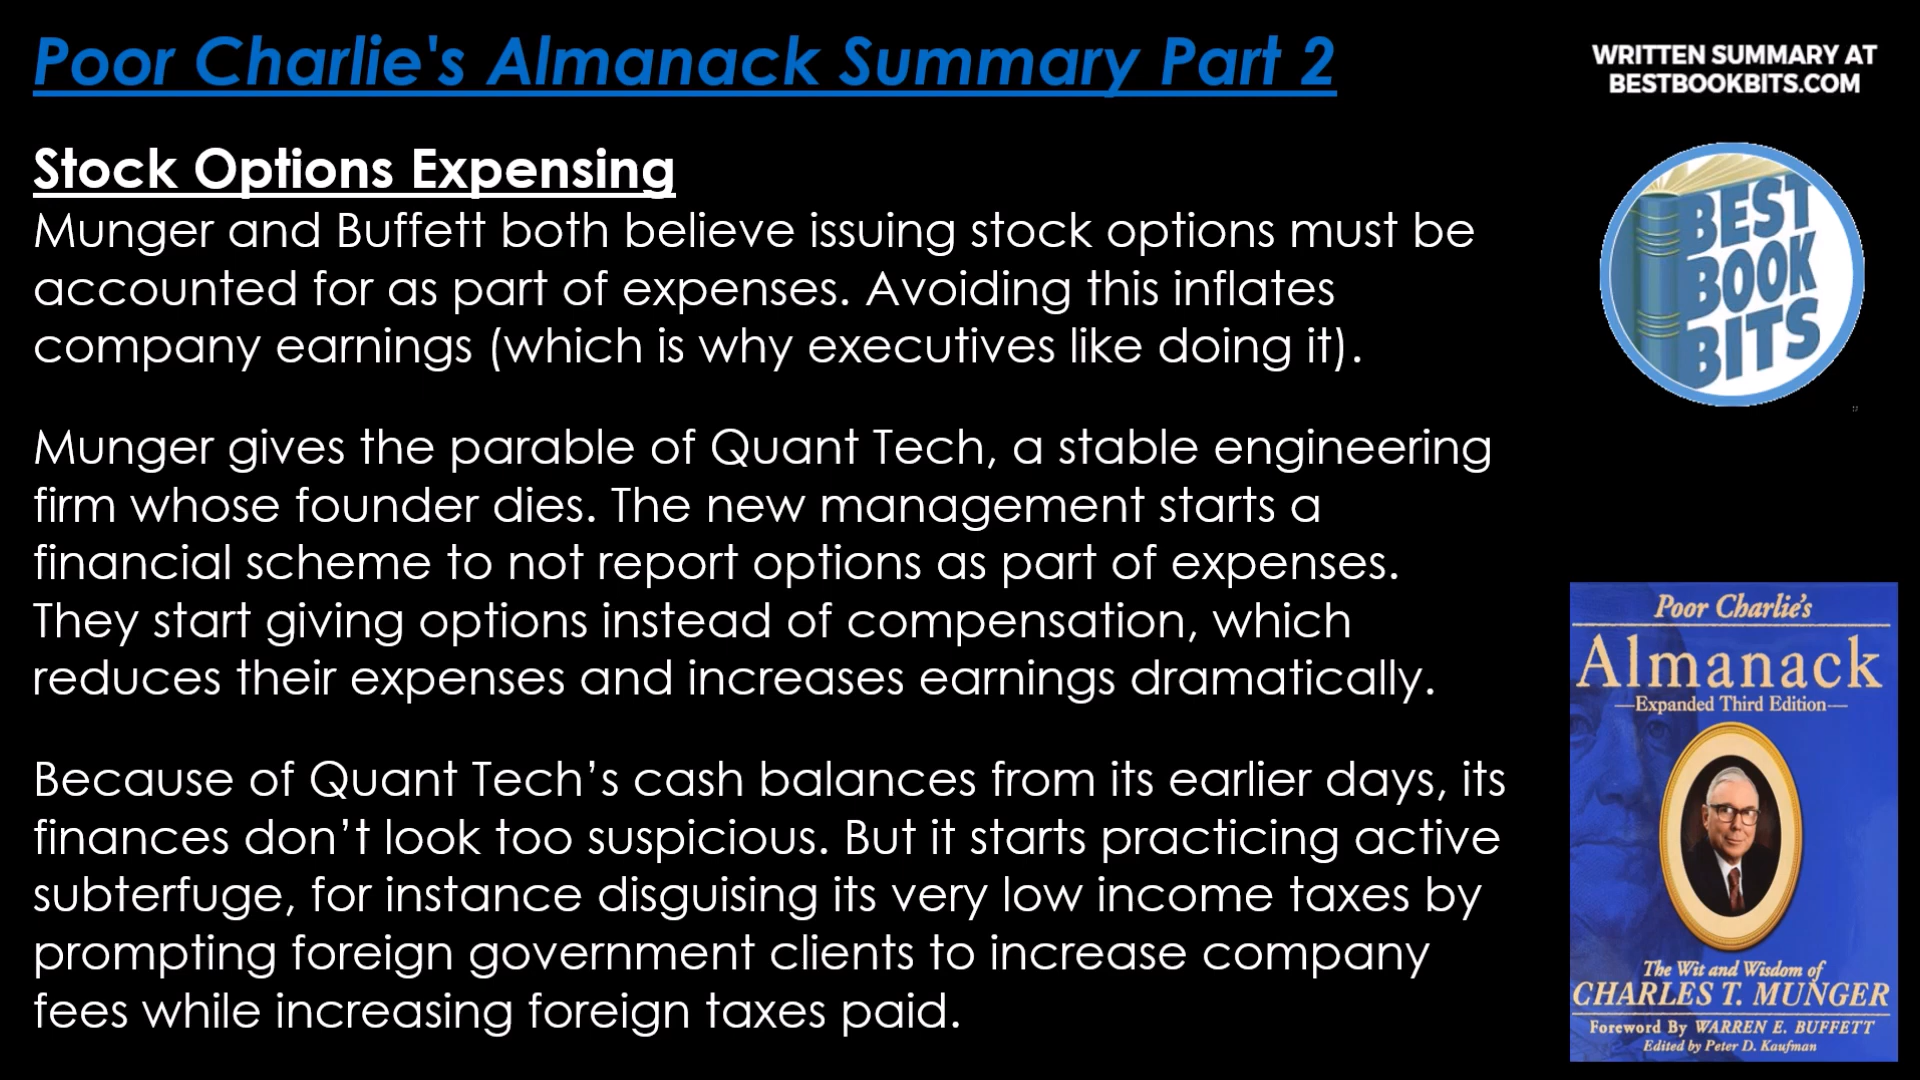 Poor Charlie's Almanack Summary Part 2
WRITTEN SUMMARY AT
BESTBOOKBITS.COM
Stock Options Expensing
Munger and Buffett both believe issuing stock options must be
accounted for as part of expenses. Avoiding this inflates
company earnings (which is why executives like doing it).
Munger gives the parable of Quant Tech, a stable engineering
firm whose founder dies. The new management starts a
financial scheme to not report options as part of expenses.
They start giving options instead of compensation, which
reduces their expenses and increases earnings dramatically.
Because of Quant Tech’s cash balances from its earlier days, its
finances don’t look too suspicious. But it starts practicing active
subterfuge, for instance disguising its very low income taxes by
prompting foreign government clients to increase company
fees while increasing foreign taxes paid.
BEST
BOOK
BITS
Poor Charlie's
Almanack
—Expanded Third Edition—
The Wit and Wisdom of
CHARLES T. MUNGER
Foreword By WARREN E. BUFFETT
Edited by Peter D. Kaufman